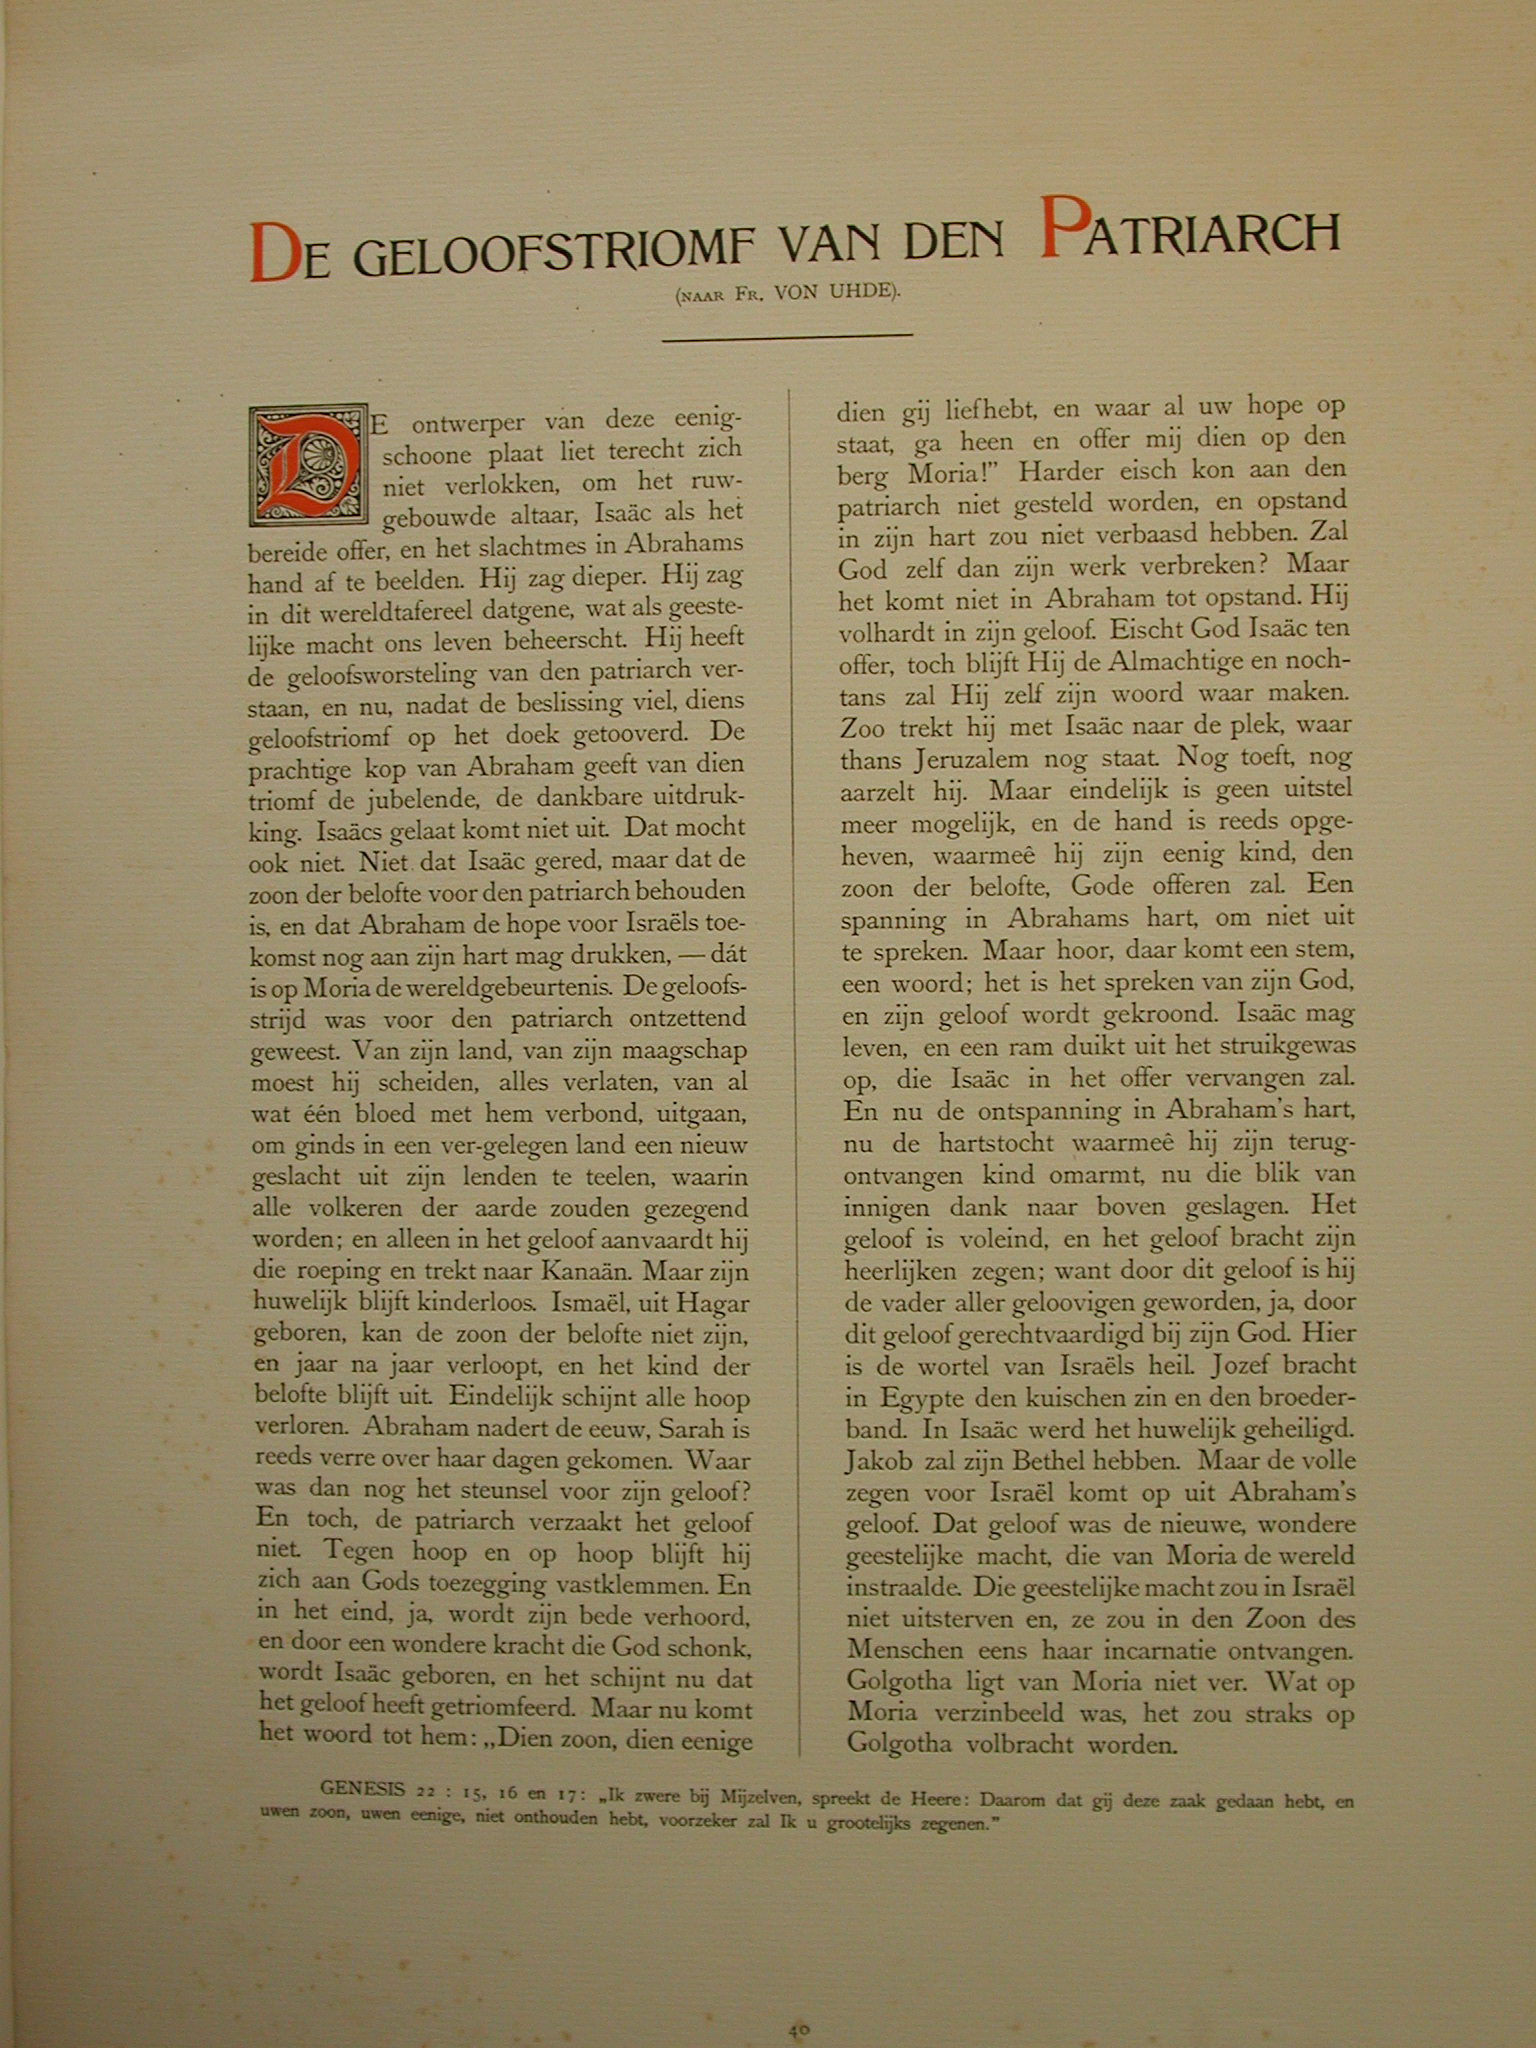 DE GELOOFSTRIOMF VAN DEN PATRIARCH
(NAAR FR. VON UHDE).
DE ontwerper van deze eenig-
schoone plaat liet terecht zich
niet verlokken, om het ruw-
gebouwde altaar, Isaäc als het
bereide offer, en het slachtmes in Abrahams
hand af te beelden. Hij zag dieper. Hij zag
in dit wereldtafereel datgene, wat als geeste-
lijke macht ons leven beheerscht. Hij heeft
de geloofsworsteling van den patriarch ver-
staan, en nu, nadat de beslissing viel, diens
geloofstriomf op het doek getooverd. De
prachtige kop van Abraham geeft van dien
triomf de jubelende, de dankbare uitdruk-
king. Isaäcs gelaat komt niet uit. Dat mocht
ook niet. Niet dat Isaäc gered, maar dat de
zoon der belofte voor den patriarch behouden
is, en dat Abraham de hope voor Israëls toe-
komst nog aan zijn hart mag drukken, — dát
is op Moria de wereldgebeurtenis. De geloofs-
strijd was voor den patriarch ontzettend
geweest. Van zijn land, van zijn maagschap
moest hij scheiden, alles verlaten, van al
wat één bloed met hem verbond, uitgaan,
om ginds in een ver-gelegen land een nieuw
geslacht uit zijn lenden te teelen, waarin
alle volkeren der aarde zouden gezegend
worden; en alleen in het geloof aanvaardt hij
die roeping en trekt naar Kanaän. Maar zijn
huwelijk blijft kinderloos. Ismaël, uit Hagar
geboren, kan de zoon der belofte niet zijn,
en jaar na jaar verloopt, en het kind der
belofte blijft uit. Eindelijk schijnt alle hoop
verloren. Abraham nadert de eeuw, Sarah is
reeds verre over haar dagen gekomen. Waar
was dan nog het steunsel voor zijn geloof?
En toch, de patriarch verzaakt het geloof
niet. Tegen hoop en op hoop blijft hij
zich aan Gods toezegging vastklemmen. En
in het eind, ja, wordt zijn bede verhoord,
en door een wondere kracht die God schonk,
wordt Isaäc geboren, en het schijnt nu dat
het geloof heeft getriomfeerd. Maar nu komt
het woord tot hem: „Dien zoon, dien eenige
dien gij liefhebt, en waar al uw hope op
staat, ga heen en offer mij dien op den
berg Moria!” Harder eisch kon aan den
patriarch niet gesteld worden, en opstand
in zijn hart zou niet verbaasd hebben. Zal
God zelf dan zijn werk verbreken? Maar
het komt niet in Abraham tot opstand. Hij
volhardt in zijn geloof. Eischt God Isaäc ten
offer, toch blijft Hij de Almachtige en noch-
tans zal Hij zelf zijn woord waar maken.
Zoo trekt hij met Isaäc naar de plek, waar
thans Jeruzalem nog staat. Nog toeft, nog
aarzelt hij. Maar eindelijk is geen uitstel
meer mogelijk, en de hand is reeds opge-
heven, waarmeê hij zijn eenig kind, den
zoon der belofte, Gode offeren zal. Een
spanning in Abrahams hart, om niet uit
te spreken. Maar hoor, daar komt een stem,
een woord; het is het spreken van zijn God,
en zijn geloof wordt gekroond. Isaäc mag
leven, en een ram duikt uit het struikgewas
op, die Isaäc in het offer vervangen zal.
En nu de ontspanning in Abraham's hart,
nu de hartstocht waarmeê hij zijn terug-
ontvangen kind omarmt, nu die blik van
innigen dank naar boven geslagen. Het
geloof is voleind, en het geloof bracht zijn
heerlijken zegen; want door dit geloof is hij
de vader aller geloovigen geworden, ja, door
dit geloof gerechtvaardigd bij zijn God. Hier
is de wortel van Israëls heil. Jozef bracht
in Egypte den kuischen zin en den broeder-
band. In Isaäc werd het huwelijk geheiligd.
Jakob zal zijn Bethel hebben. Maar de volle
zegen voor Israël komt op uit Abraham's
geloof. Dat geloof was de nieuwe, wondere
geestelijke macht, die van Moria de wereld
instraalde. Die geestelijke macht zou in Israël
niet uitsterven en, ze zou in den Zoon des
Menschen eens haar incarnatie ontvangen.
Golgotha ligt van Moria niet ver. Wat op
Moria verzinbeeld was, het zou straks op
Golgotha volbracht worden.
GENESIS 22 : 15, 16 en 17: „Ik zwere bij Mijzelven, spreekt de Heere: Daarom dat gij deze zaak gedaan hebt, en
uwen zoon, uwen eenige, niet onthouden hebt, voorzeker zal Ik u grootelijks zegenen.”
40